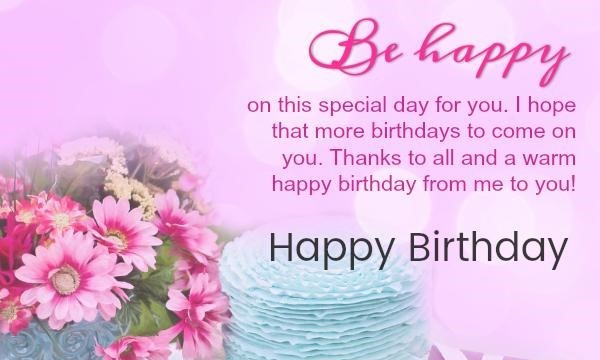 Be happy
on this special day for you. I hope
that more birthdays to come on
you. Thanks to all and a warm
happy birthday from me to you!
Happy Birthday